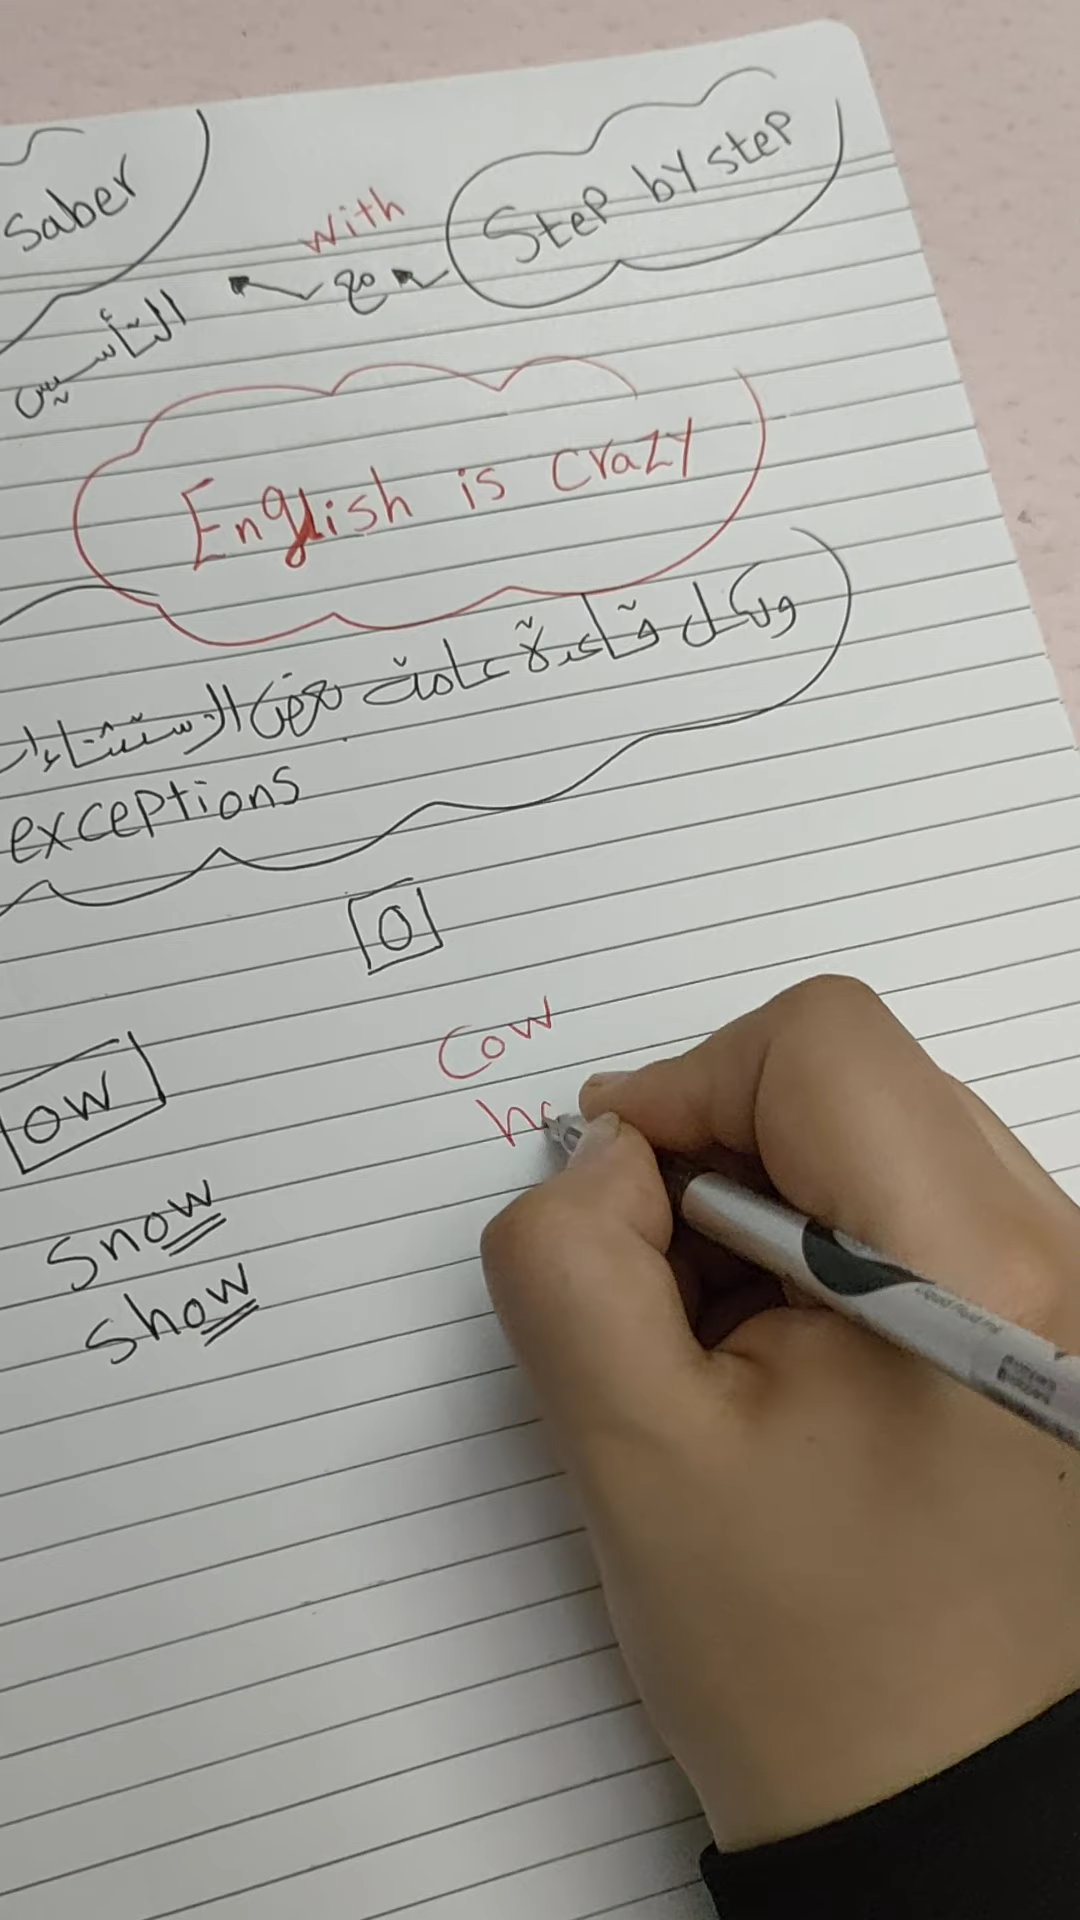 Saber
with
Step by step
التأسيس
مع
English is crazy
ولكل قاعدة عامة بعض الاستثناءات
exceptions
O
ow
Cow
snow
show